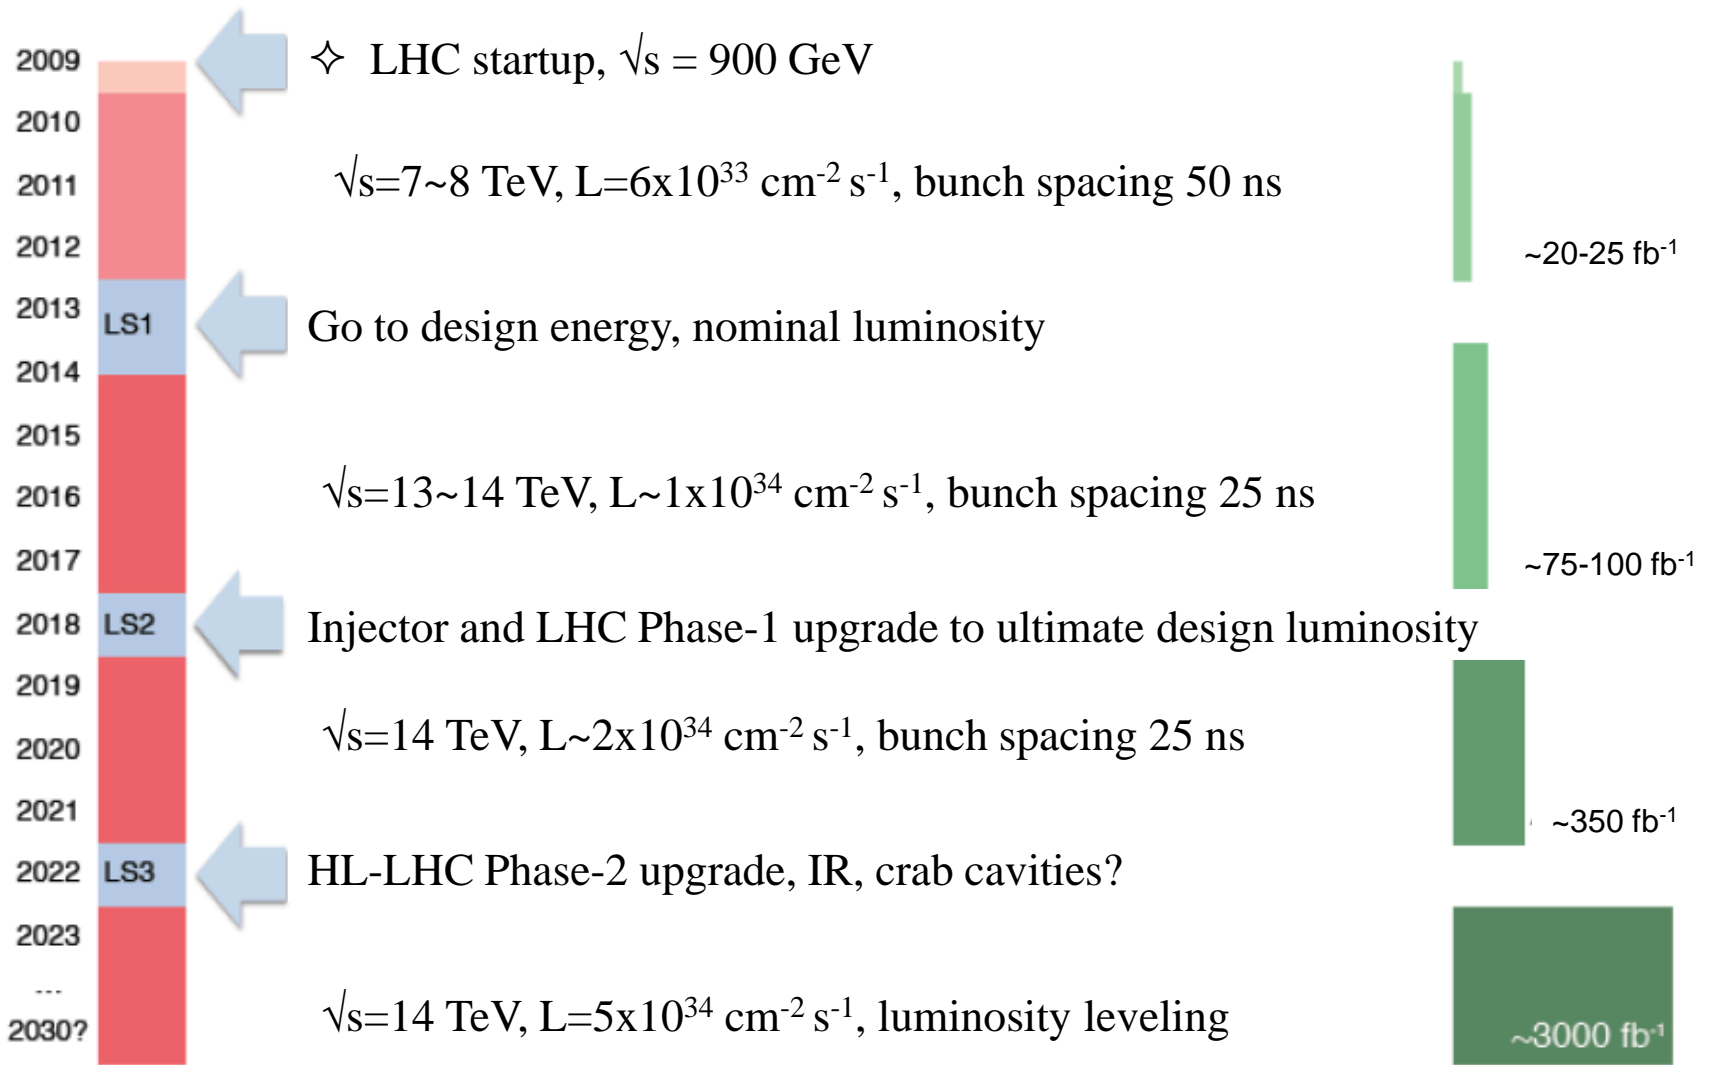 2009 ✧ LHC startup, √s = 900 GeV
2010
2011 √s=7~8 TeV, L=6x10³³ cm⁻² s⁻¹, bunch spacing 50 ns
2012 ~20-25 fb⁻¹
2013 LS1 Go to design energy, nominal luminosity
2014
2015
2016 √s=13~14 TeV, L~1x10³⁴ cm⁻² s⁻¹, bunch spacing 25 ns
2017 ~75-100 fb⁻¹
2018 LS2 Injector and LHC Phase-1 upgrade to ultimate design luminosity
2019
2020 √s=14 TeV, L~2x10³⁴ cm⁻² s⁻¹, bunch spacing 25 ns
2021 ~350 fb⁻¹
2022 LS3 HL-LHC Phase-2 upgrade, IR, crab cavities?
2023
...
2030? √s=14 TeV, L=5x10³⁴ cm⁻² s⁻¹, luminosity leveling ~3000 fb⁻¹